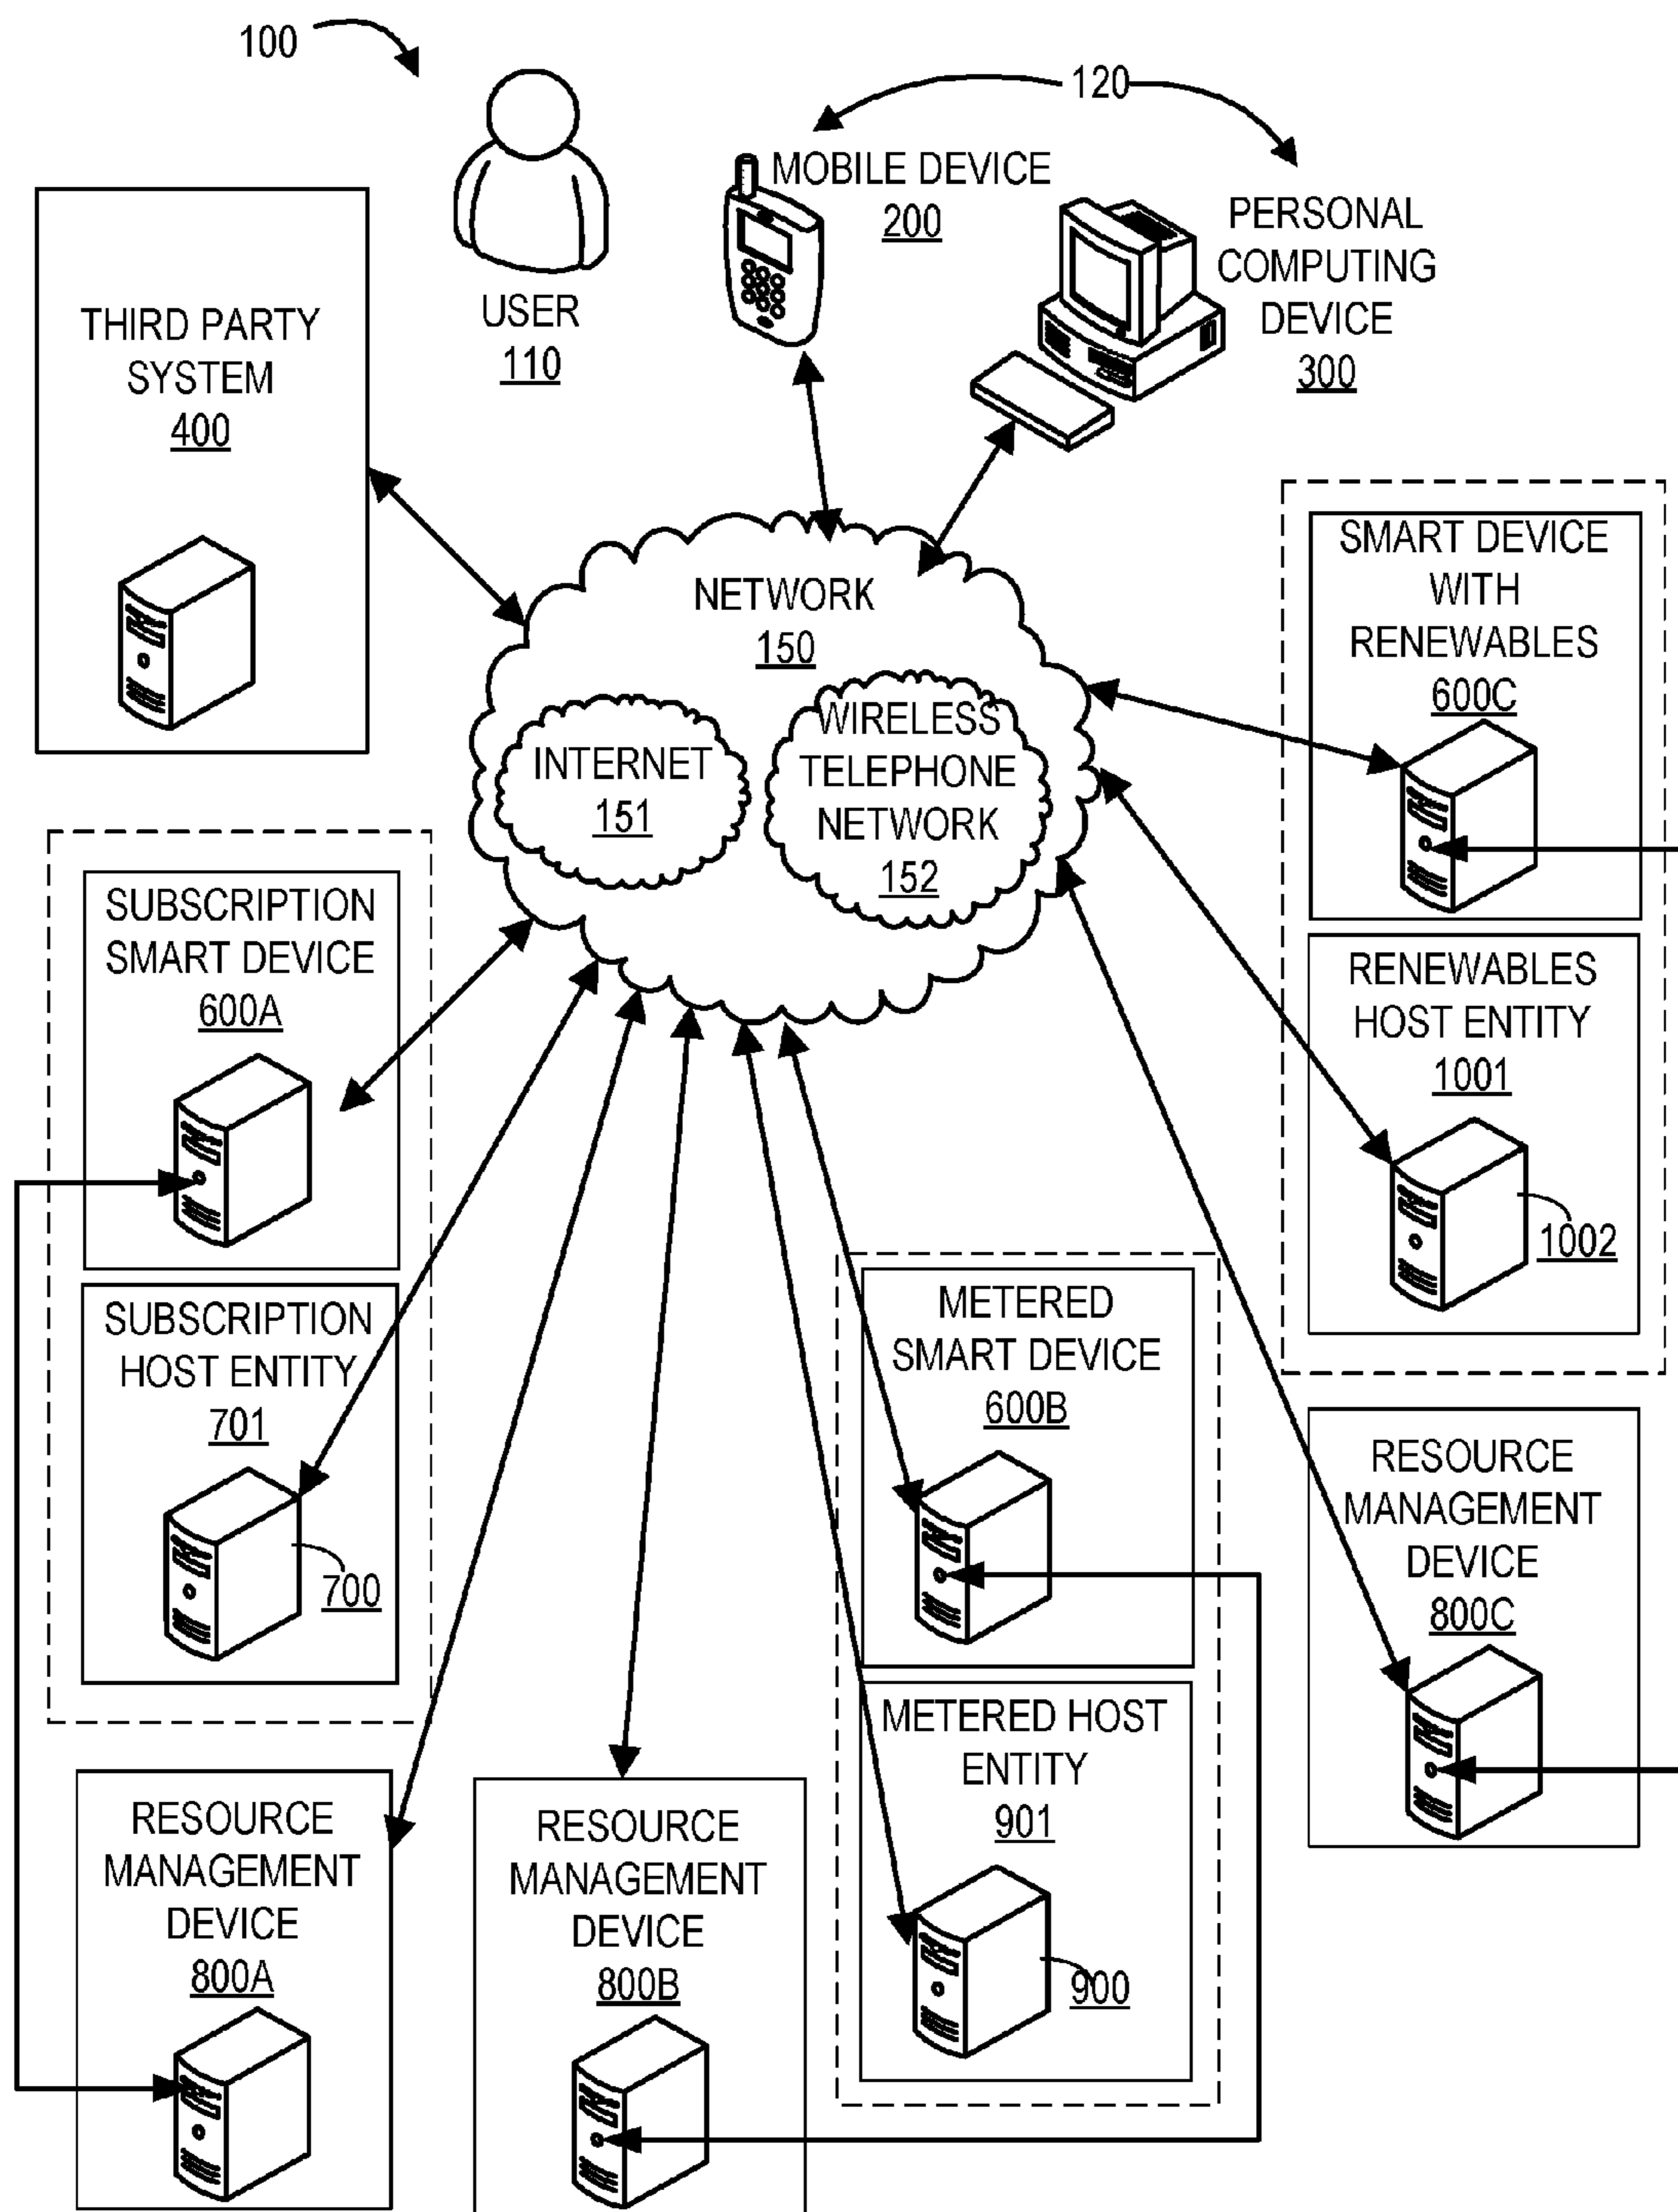 100
120
MOBILE DEVICE
200
PERSONAL
COMPUTING
DEVICE
300
USER
110
THIRD PARTY
SYSTEM
400
NETWORK
150
INTERNET
151
WIRELESS
TELEPHONE
NETWORK
152
SMART DEVICE
WITH
RENEWABLES
600C
RENEWABLES
HOST ENTITY
1001
1002
SUBSCRIPTION
SMART DEVICE
600A
SUBSCRIPTION
HOST ENTITY
701
700
METERED
SMART DEVICE
600B
METERED HOST
ENTITY
901
900
RESOURCE
MANAGEMENT
DEVICE
800C
RESOURCE
MANAGEMENT
DEVICE
800A
RESOURCE
MANAGEMENT
DEVICE
800B